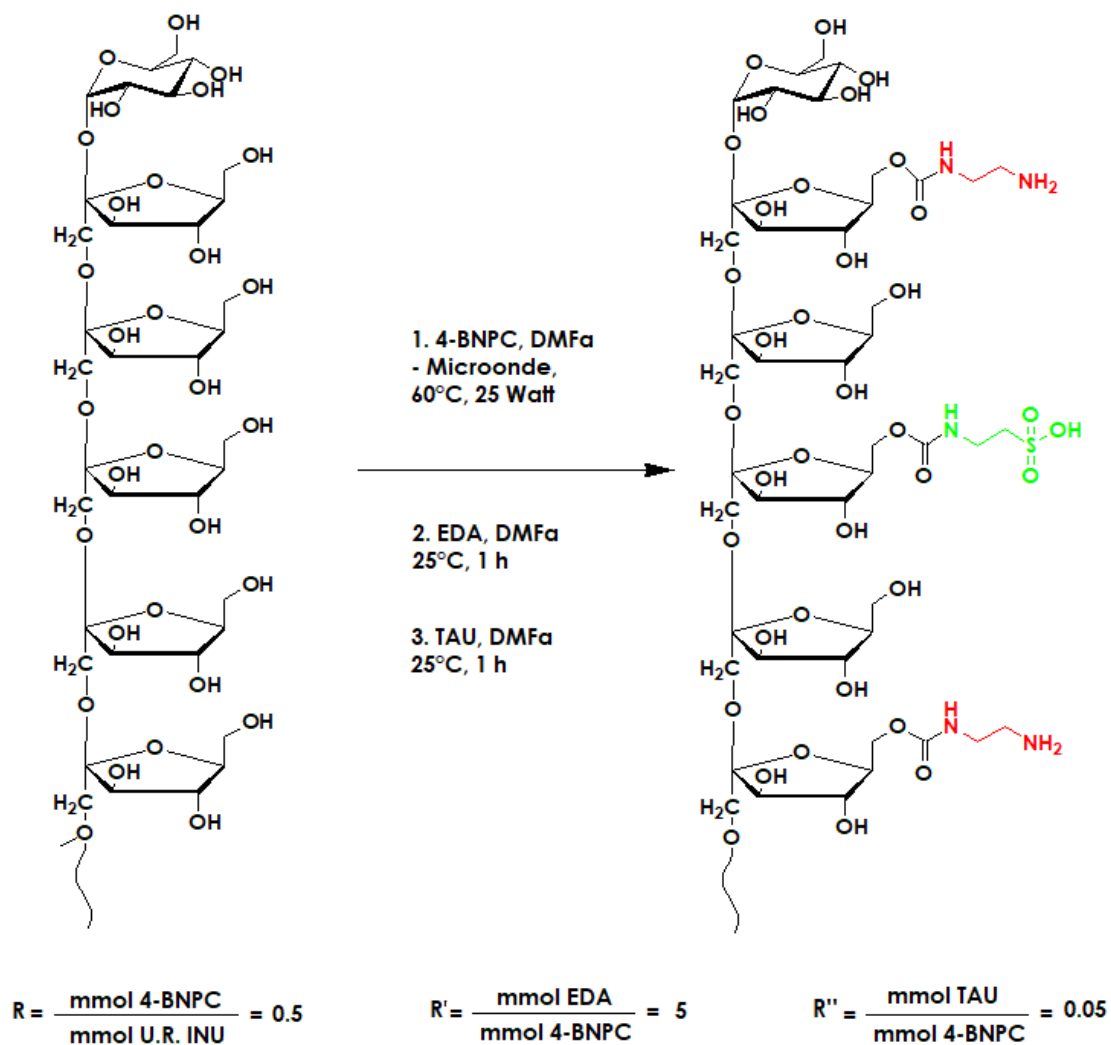 OH
O
OH
OH
HO
O
OH
O
OH
H2C
OH
O
OH
O
OH
H2C
OH
O
OH
O
OH
H2C
OH
O
OH
O
OH
H2C
OH
O
OH
O
OH
H2C
OH
O
1. 4-BNPC, DMFa
- Microonde,
60°C, 25 Watt
2. EDA, DMFa
25°C, 1 h
3. TAU, DMFa
25°C, 1 h
OH
O
OH
OH
HO
O
H
O
N
NH2
O
O
OH
H2C
OH
O
OH
O
OH
H2C
OH
O
H
O
N
O
S
OH
O
O
O
OH
H2C
OH
O
OH
O
OH
H2C
OH
O
H
O
N
NH2
O
O
OH
H2C
OH
O
R = mmol 4-BNPC / mmol U.R. INU = 0.5
R'= mmol EDA / mmol 4-BNPC = 5
R''= mmol TAU / mmol 4-BNPC = 0.05